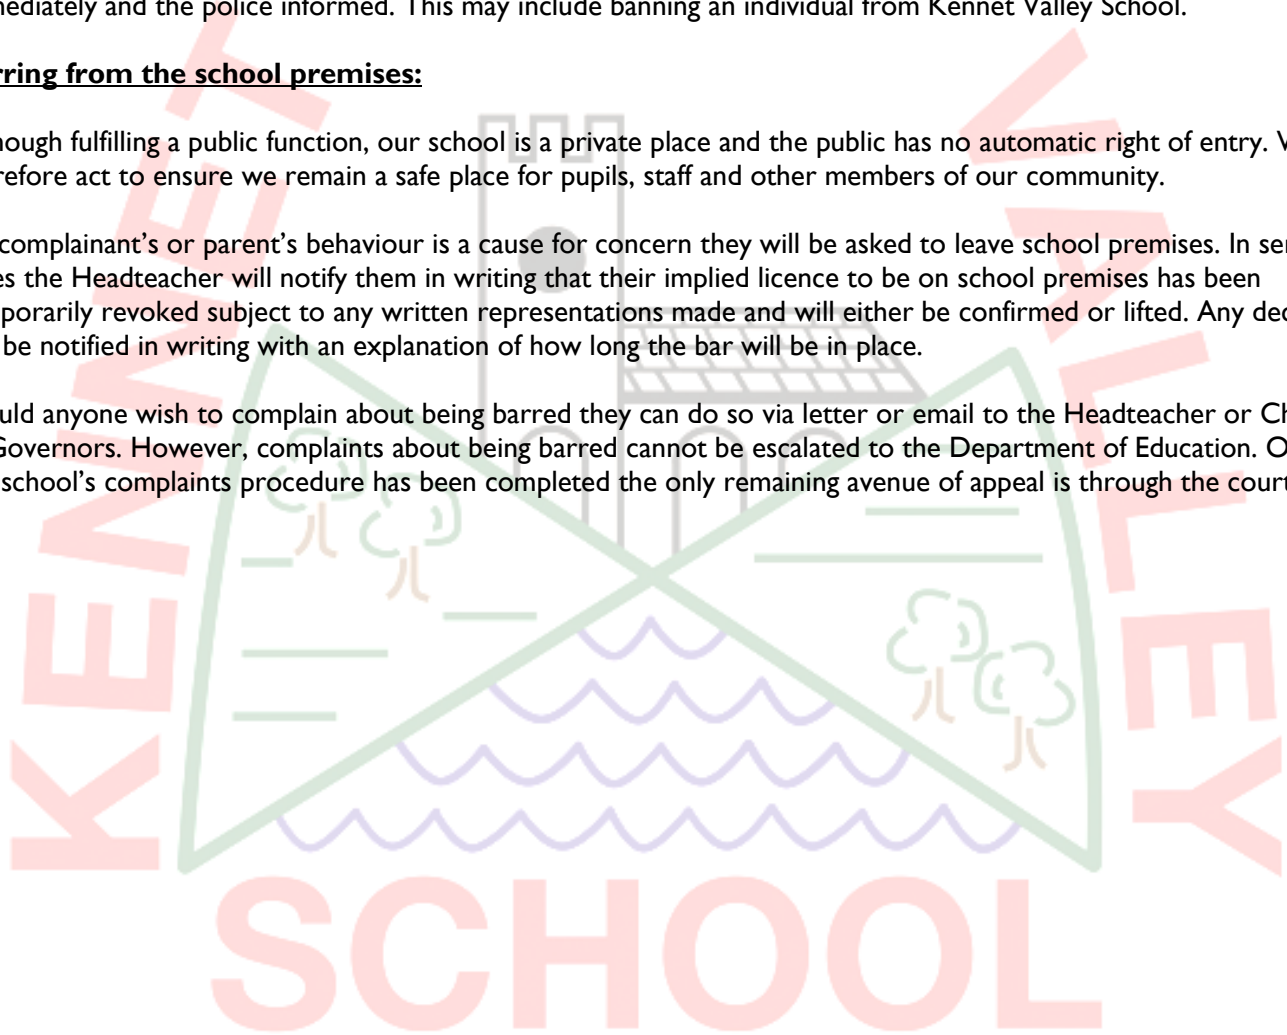 nediately and the police informed. This may include banning an individual from Kennet Valley School.
rring from the school premises:
hough fulfilling a public function, our school is a private place and the public has no automatic right of entry.
refore act to ensure we remain a safe place for pupils, staff and other members of our community.
complainant's or parent's behaviour is a cause for concern they will be asked to leave school premises. In ser
es the Headteacher will notify them in writing that their implied licence to be on school premises has been
porarily revoked subject to any written representations made and will either be confirmed or lifted. Any dec
be notified in writing with an explanation of how long the bar will be in place.
uld anyone wish to complain about being barred they can do so via letter or email to the Headteacher or Ch
Governors. However, complaints about being barred cannot be escalated to the Department of Education. O
school's complaints procedure has been completed the only remaining avenue of appeal is through the court
KENNET
VALLEY
SCHOOL